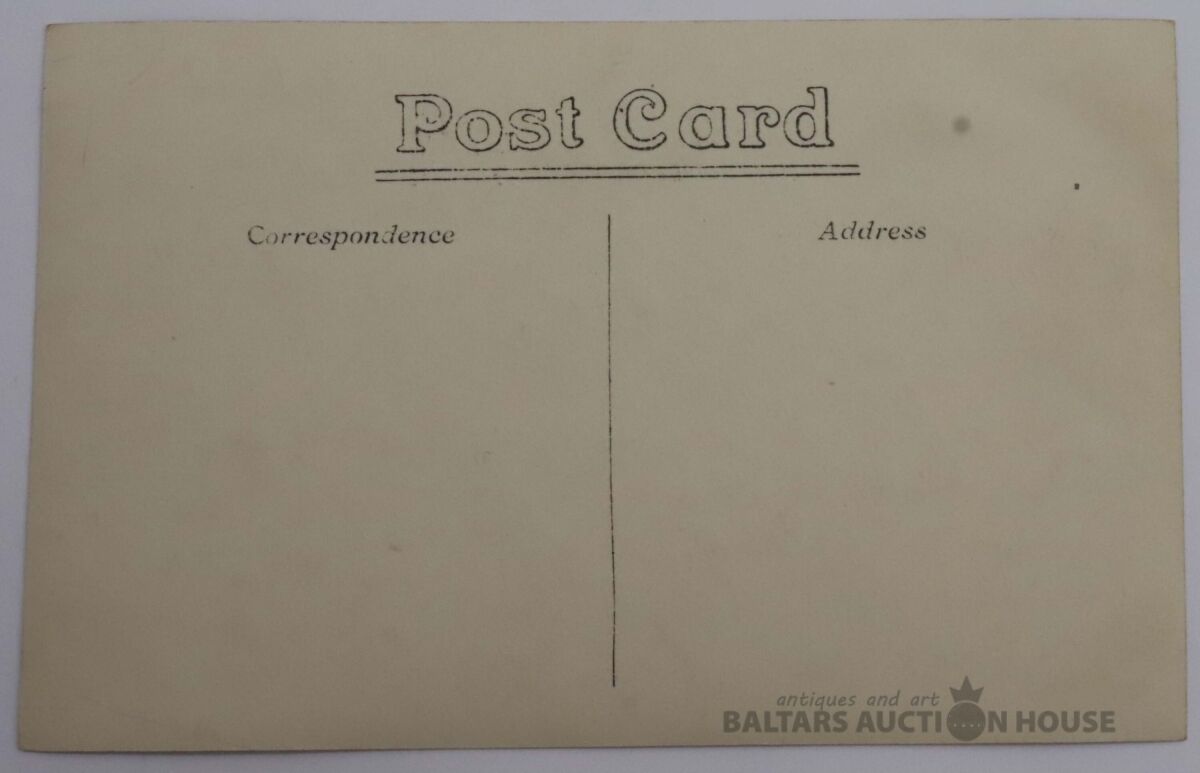 Post Card
Correspondence
Address
antiques and art
BALTARS AUCTION HOUSE